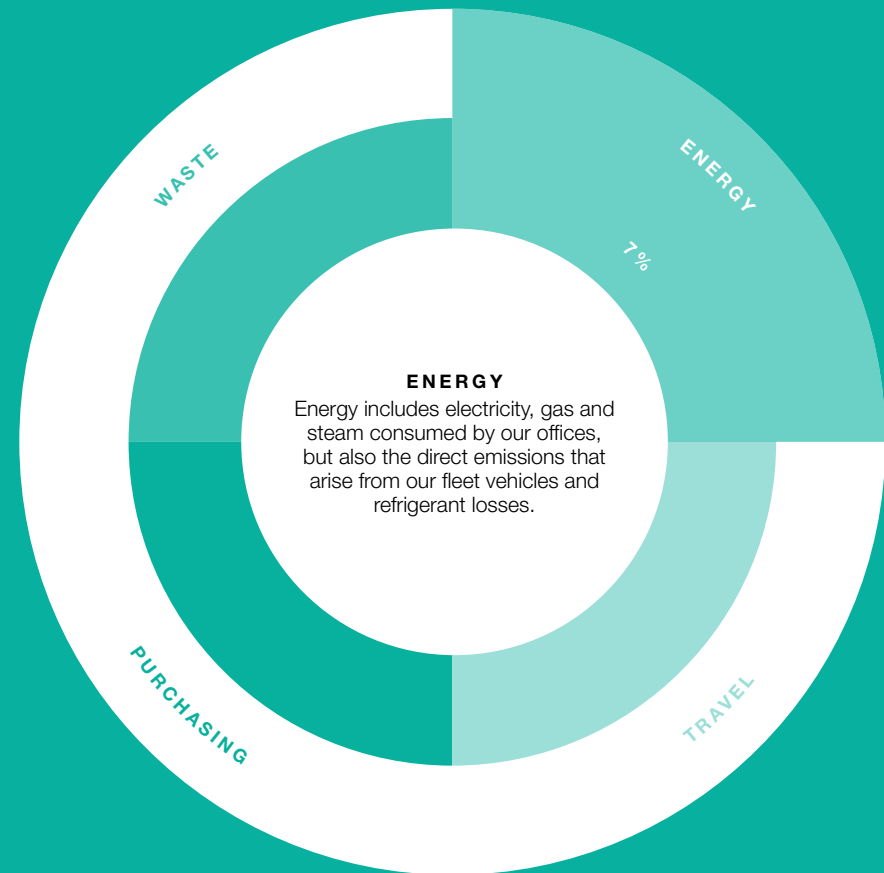 WASTE
ENERGY
7%
ENERGY
Energy includes electricity, gas and
steam consumed by our offices,
but also the direct emissions that
arise from our fleet vehicles and
refrigerant losses.
PURCHASING
TRAVEL